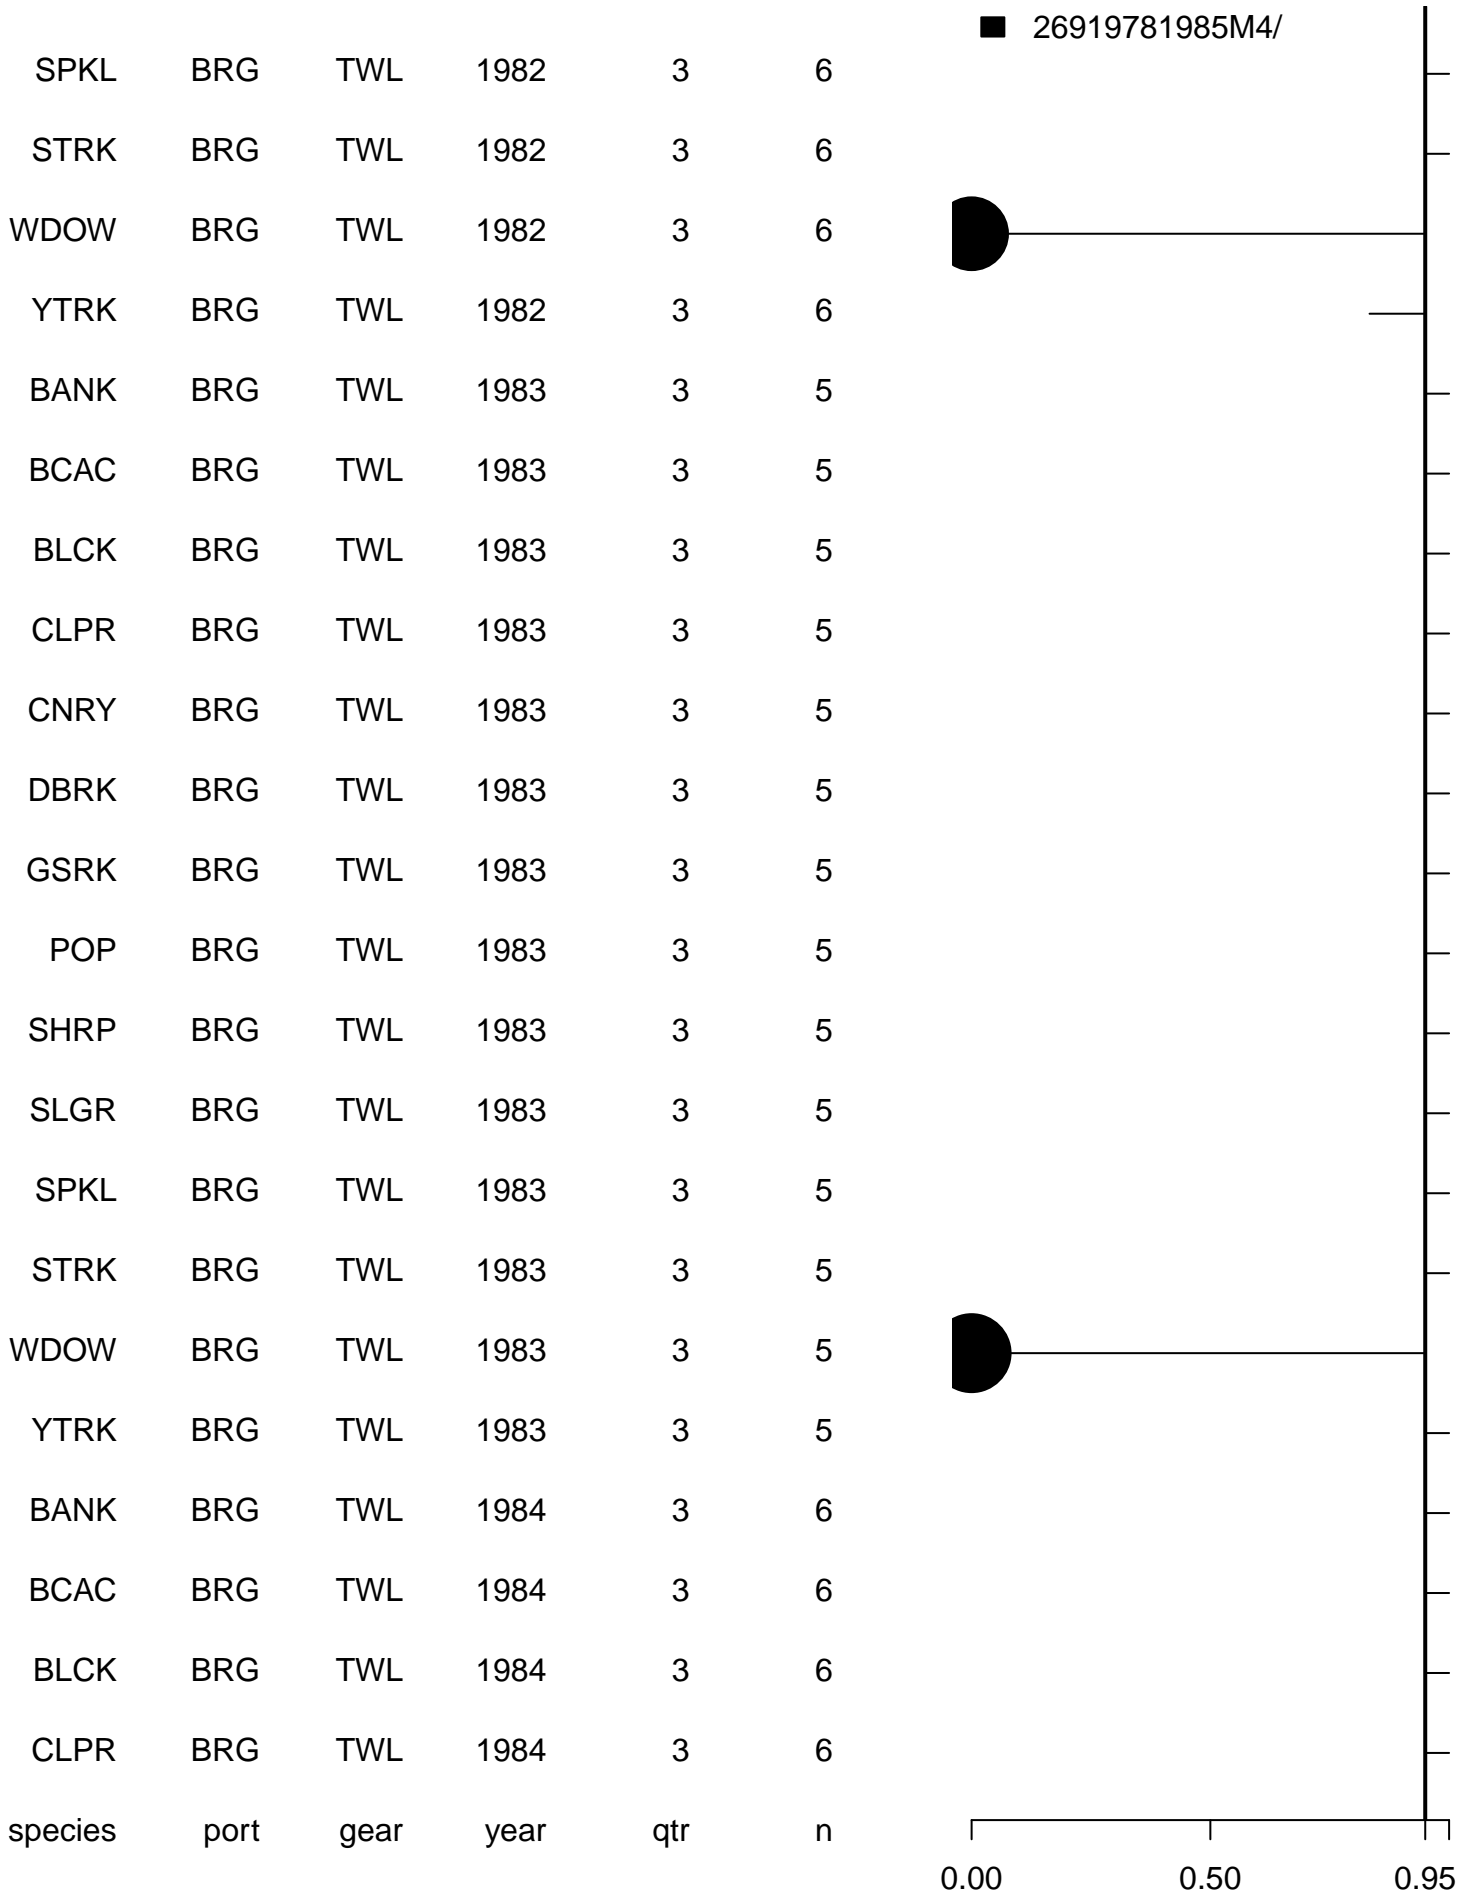 26919781985M4/
SPKL BRG TWL 1982 3 6
STRK BRG TWL 1982 3 6
WDOW BRG TWL 1982 3 6
YTRK BRG TWL 1982 3 6
BANK BRG TWL 1983 3 5
BCAC BRG TWL 1983 3 5
BLCK BRG TWL 1983 3 5
CLPR BRG TWL 1983 3 5
CNRY BRG TWL 1983 3 5
DBRK BRG TWL 1983 3 5
GSRK BRG TWL 1983 3 5
POP BRG TWL 1983 3 5
SHRP BRG TWL 1983 3 5
SLGR BRG TWL 1983 3 5
SPKL BRG TWL 1983 3 5
STRK BRG TWL 1983 3 5
WDOW BRG TWL 1983 3 5
YTRK BRG TWL 1983 3 5
BANK BRG TWL 1984 3 6
BCAC BRG TWL 1984 3 6
BLCK BRG TWL 1984 3 6
CLPR BRG TWL 1984 3 6
species port gear year qtr n
0.00 0.50 0.95